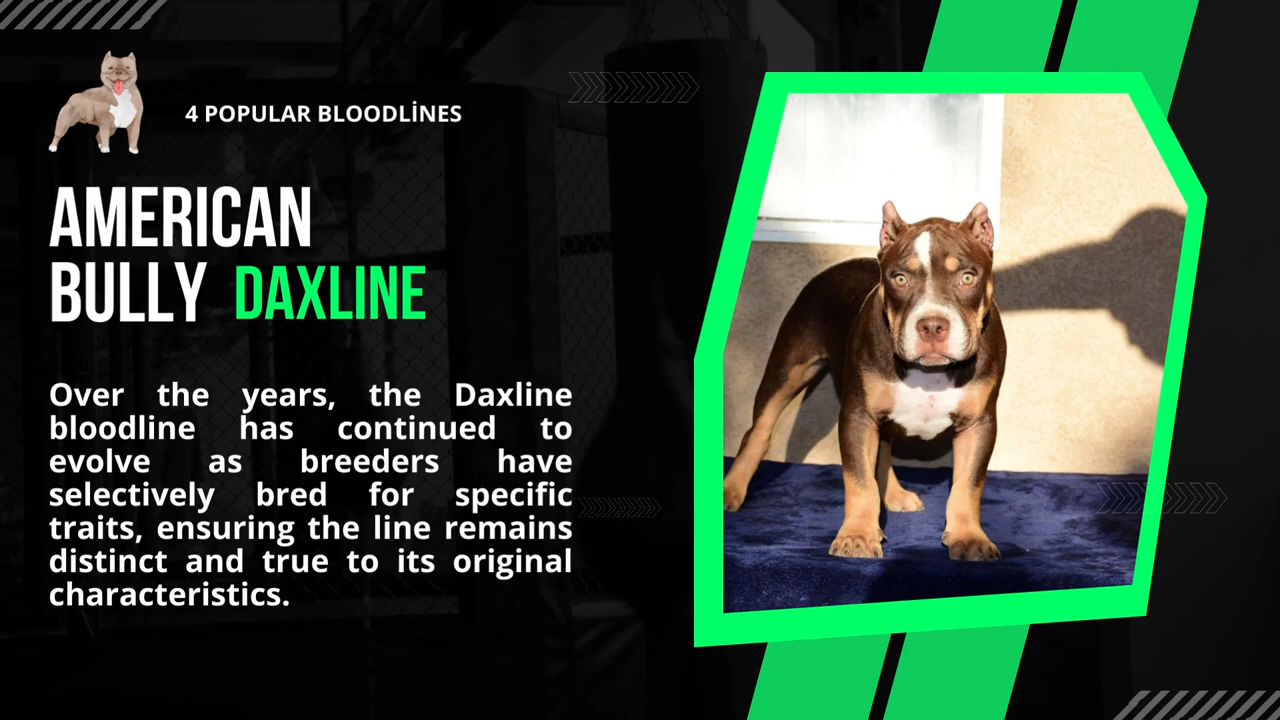 4 POPULAR BLOODLİNES
AMERICAN
BULLY DAXLINE
Over the years, the Daxline
bloodline has continued to
evolve as breeders have
selectively bred for specific
traits, ensuring the line remains
distinct and true to its original
characteristics.